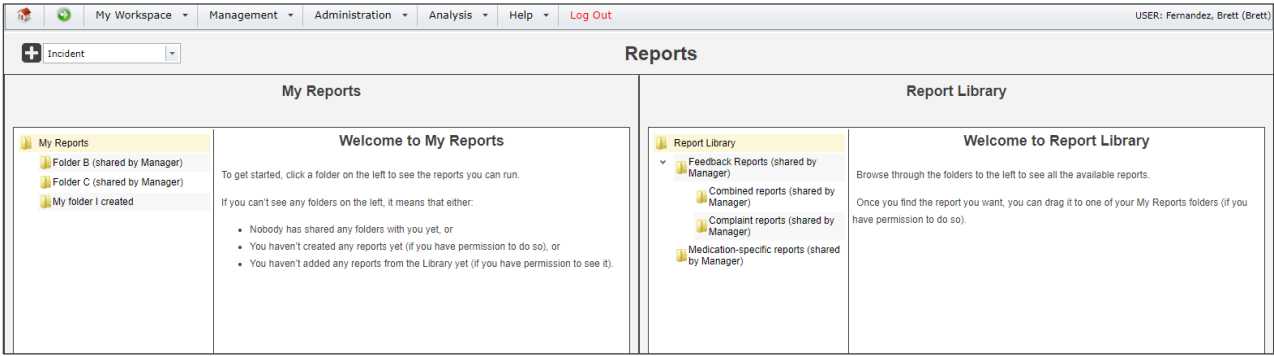 My Workspace Management Administration Analysis Help Log Out USER: Fernandez, Brett (Brett)
Incident
Reports
My Reports
My Reports
Folder B (shared by Manager)
Folder C (shared by Manager)
My folder I created
Welcome to My Reports
To get started, click a folder on the left to see the reports you can run.
If you can't see any folders on the left, it means that either:
• Nobody has shared any folders with you yet, or
• You haven't created any reports yet (if you have permission to do so), or
• You haven't added any reports from the Library yet (if you have permission to see it).
Report Library
Report Library
Feedback Reports (shared by
Manager)
Combined reports (shared by
Manager)
Complaint reports (shared by
Manager)
Medication-specific reports (shared
by Manager)
Welcome to Report Library
Browse through the folders to the left to see all the available reports.
Once you find the report you want, you can drag it to one of your My Reports folders (if you
have permission to do so).